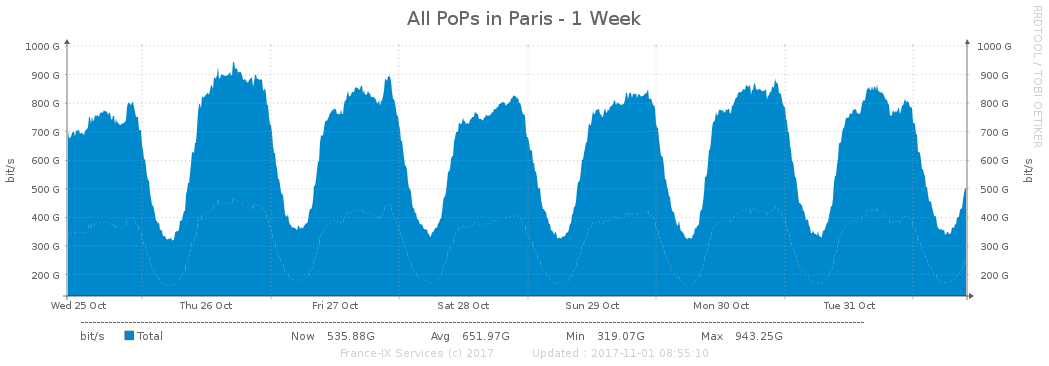 All PoPs in Paris - 1 Week
RRDTOOL / TOBI OETIKER
bit/s
1000 G
900 G
800 G
700 G
600 G
500 G
400 G
300 G
200 G
1000 G
900 G
800 G
700 G
600 G
500 G
400 G
300 G
200 G
bit/s
Wed 25 Oct Thu 26 Oct Fri 27 Oct Sat 28 Oct Sun 29 Oct Mon 30 Oct Tue 31 Oct
bit/s Total Now 535.88G Avg 651.97G Min 319.07G Max 943.25G
France-IX Services (c) 2017 Updated : 2017-11-01 08:55:10